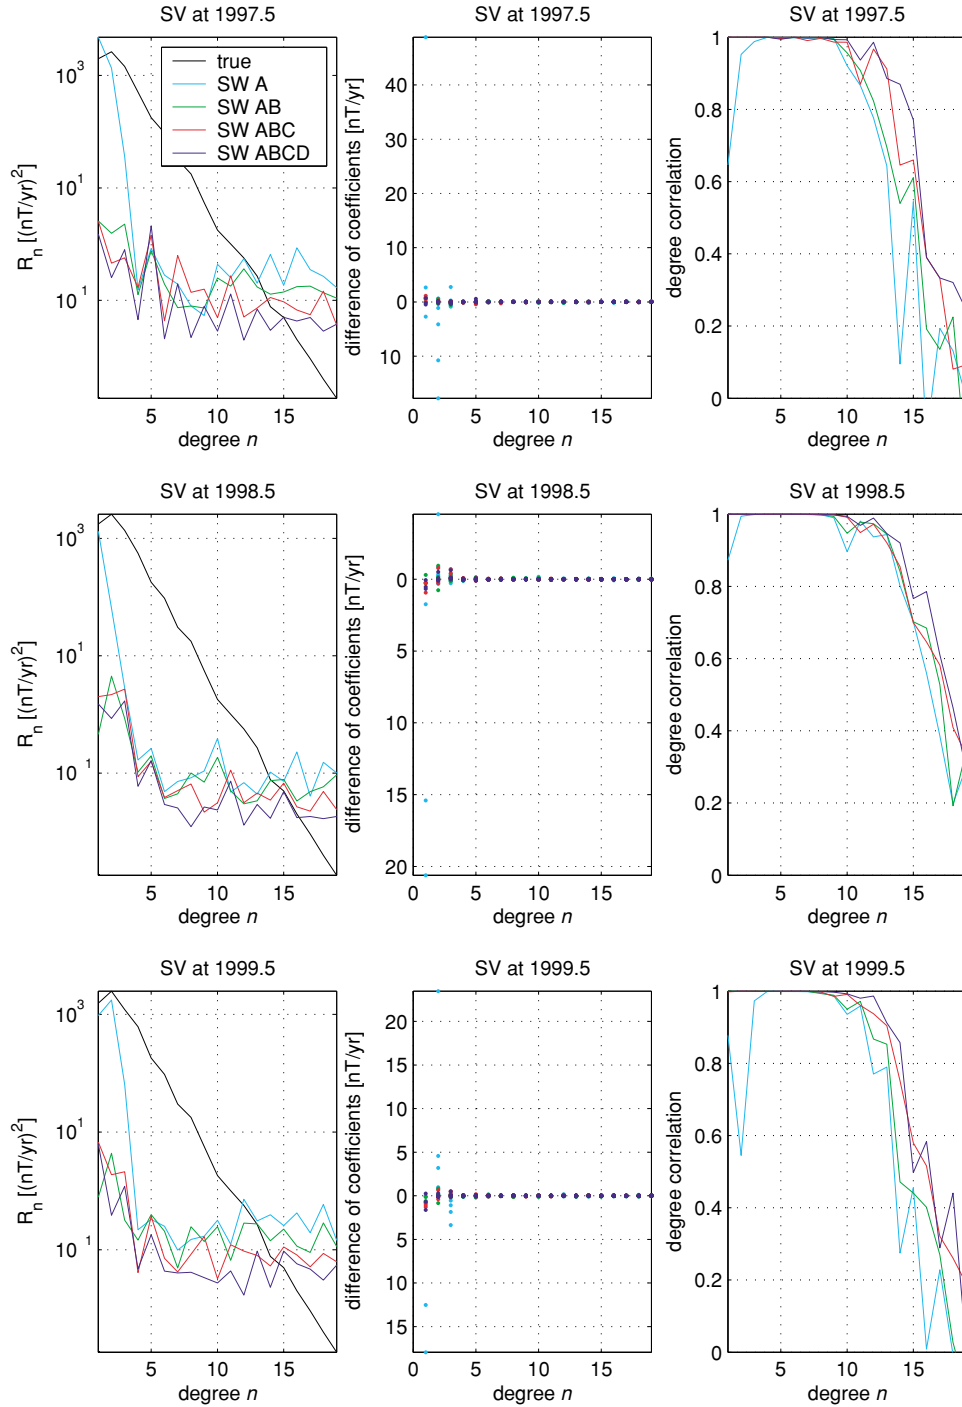 SV at 1997.5 SV at 1997.5 SV at 1997.5
R_n [(nT/yr)^2]
10^3
10^1
10^1
true
SW A
SW AB
SW ABC
SW ABCD
5 10 15
degree n
difference of coefficients [nT/yr]
40
30
20
10
0
10
0 5 10 15
degree n
degree correlation
1
0.8
0.6
0.4
0.2
0
5 10 15
degree n
SV at 1998.5 SV at 1998.5 SV at 1998.5
R_n [(nT/yr)^2]
10^3
10^1
10^1
5 10 15
degree n
difference of coefficients [nT/yr]
0
5
10
15
20
0 5 10 15
degree n
degree correlation
1
0.8
0.6
0.4
0.2
0
5 10 15
degree n
SV at 1999.5 SV at 1999.5 SV at 1999.5
R_n [(nT/yr)^2]
10^3
10^1
10^1
5 10 15
degree n
difference of coefficients [nT/yr]
20
15
10
5
0
5
10
15
0 5 10 15
degree n
degree correlation
1
0.8
0.6
0.4
0.2
0
5 10 15
degree n